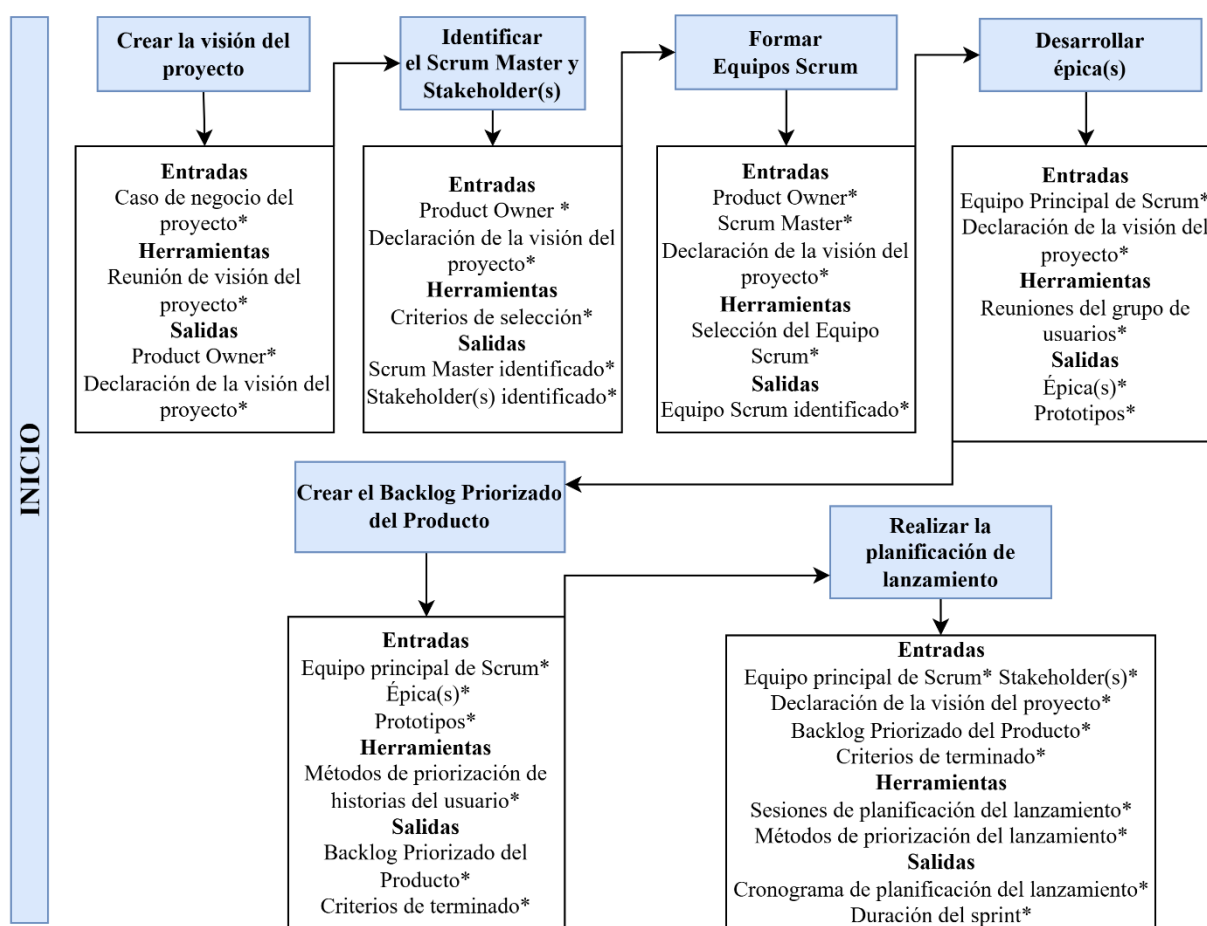 INICIO
Crear la visión del
proyecto
Entradas
Caso de negocio del
proyecto*
Herramientas
Reunión de visión del
proyecto*
Salidas
Product Owner*
Declaración de la visión del
proyecto*
Identificar
el Scrum Master y
Stakeholder(s)
Entradas
Product Owner *
Declaración de la visión del
proyecto*
Herramientas
Criterios de selección*
Salidas
Scrum Master identificado*
Stakeholder(s) identificado*
Formar
Equipos Scrum
Entradas
Product Owner*
Scrum Master*
Declaración de la visión del
proyecto*
Herramientas
Selección del Equipo
Scrum*
Salidas
Equipo Scrum identificado*
Desarrollar
épica(s)
Entradas
Equipo Principal de Scrum*
Declaración de la visión del
proyecto*
Herramientas
Reuniones del grupo de
usuarios*
Salidas
Épica(s)*
Prototipos*
Crear el Backlog Priorizado
del Producto
Entradas
Equipo principal de Scrum*
Épica(s)*
Prototipos*
Herramientas
Métodos de priorización de
historias del usuario*
Salidas
Backlog Priorizado del
Producto*
Criterios de terminado*
Realizar la
planificación de
lanzamiento
Entradas
Equipo principal de Scrum* Stakeholder(s)*
Declaración de la visión del proyecto*
Backlog Priorizado del Producto*
Criterios de terminado*
Herramientas
Sesiones de planificación del lanzamiento*
Métodos de priorización del lanzamiento*
Salidas
Cronograma de planificación del lanzamiento*
Duración del sprint*